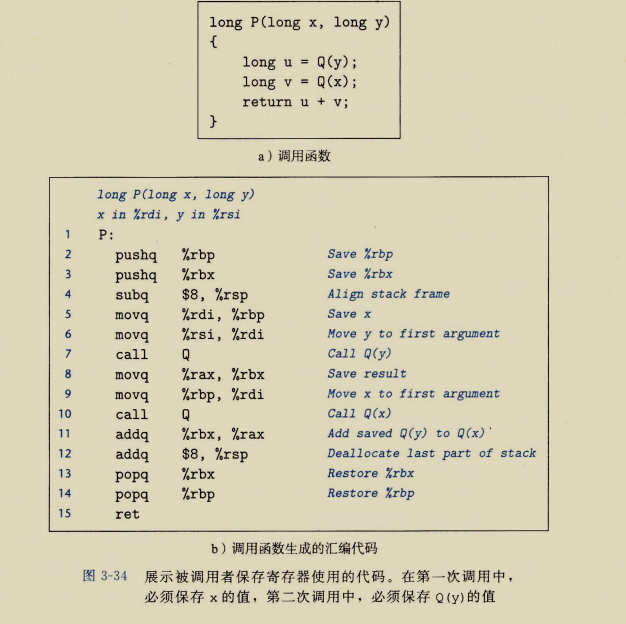 long P(long x, long y)
{
    long u = Q(y);
    long v = Q(x);
    return u + v;
}
a）调用函数
long P(long x, long y)
x in %rdi, y in %rsi
1 P:
2 pushq %rbp Save %rbp
3 pushq %rbx Save %rbx
4 subq $8, %rsp Align stack frame
5 movq %rdi, %rbp Save x
6 movq %rsi, %rdi Move y to first argument
7 call Q Call Q(y)
8 movq %rax, %rbx Save result
9 movq %rbp, %rdi Move x to first argument
10 call Q Call Q(x)
11 addq %rbx, %rax Add saved Q(y) to Q(x)
12 addq $8, %rsp Deallocate last part of stack
13 popq %rbx Restore %rbx
14 popq %rbp Restore %rbp
15 ret
b）调用函数生成的汇编代码
图 3-34 展示被调用者保存寄存器使用的代码。在第一次调用中，
必须保存 x 的值，第二次调用中，必须保存 Q(y)的值